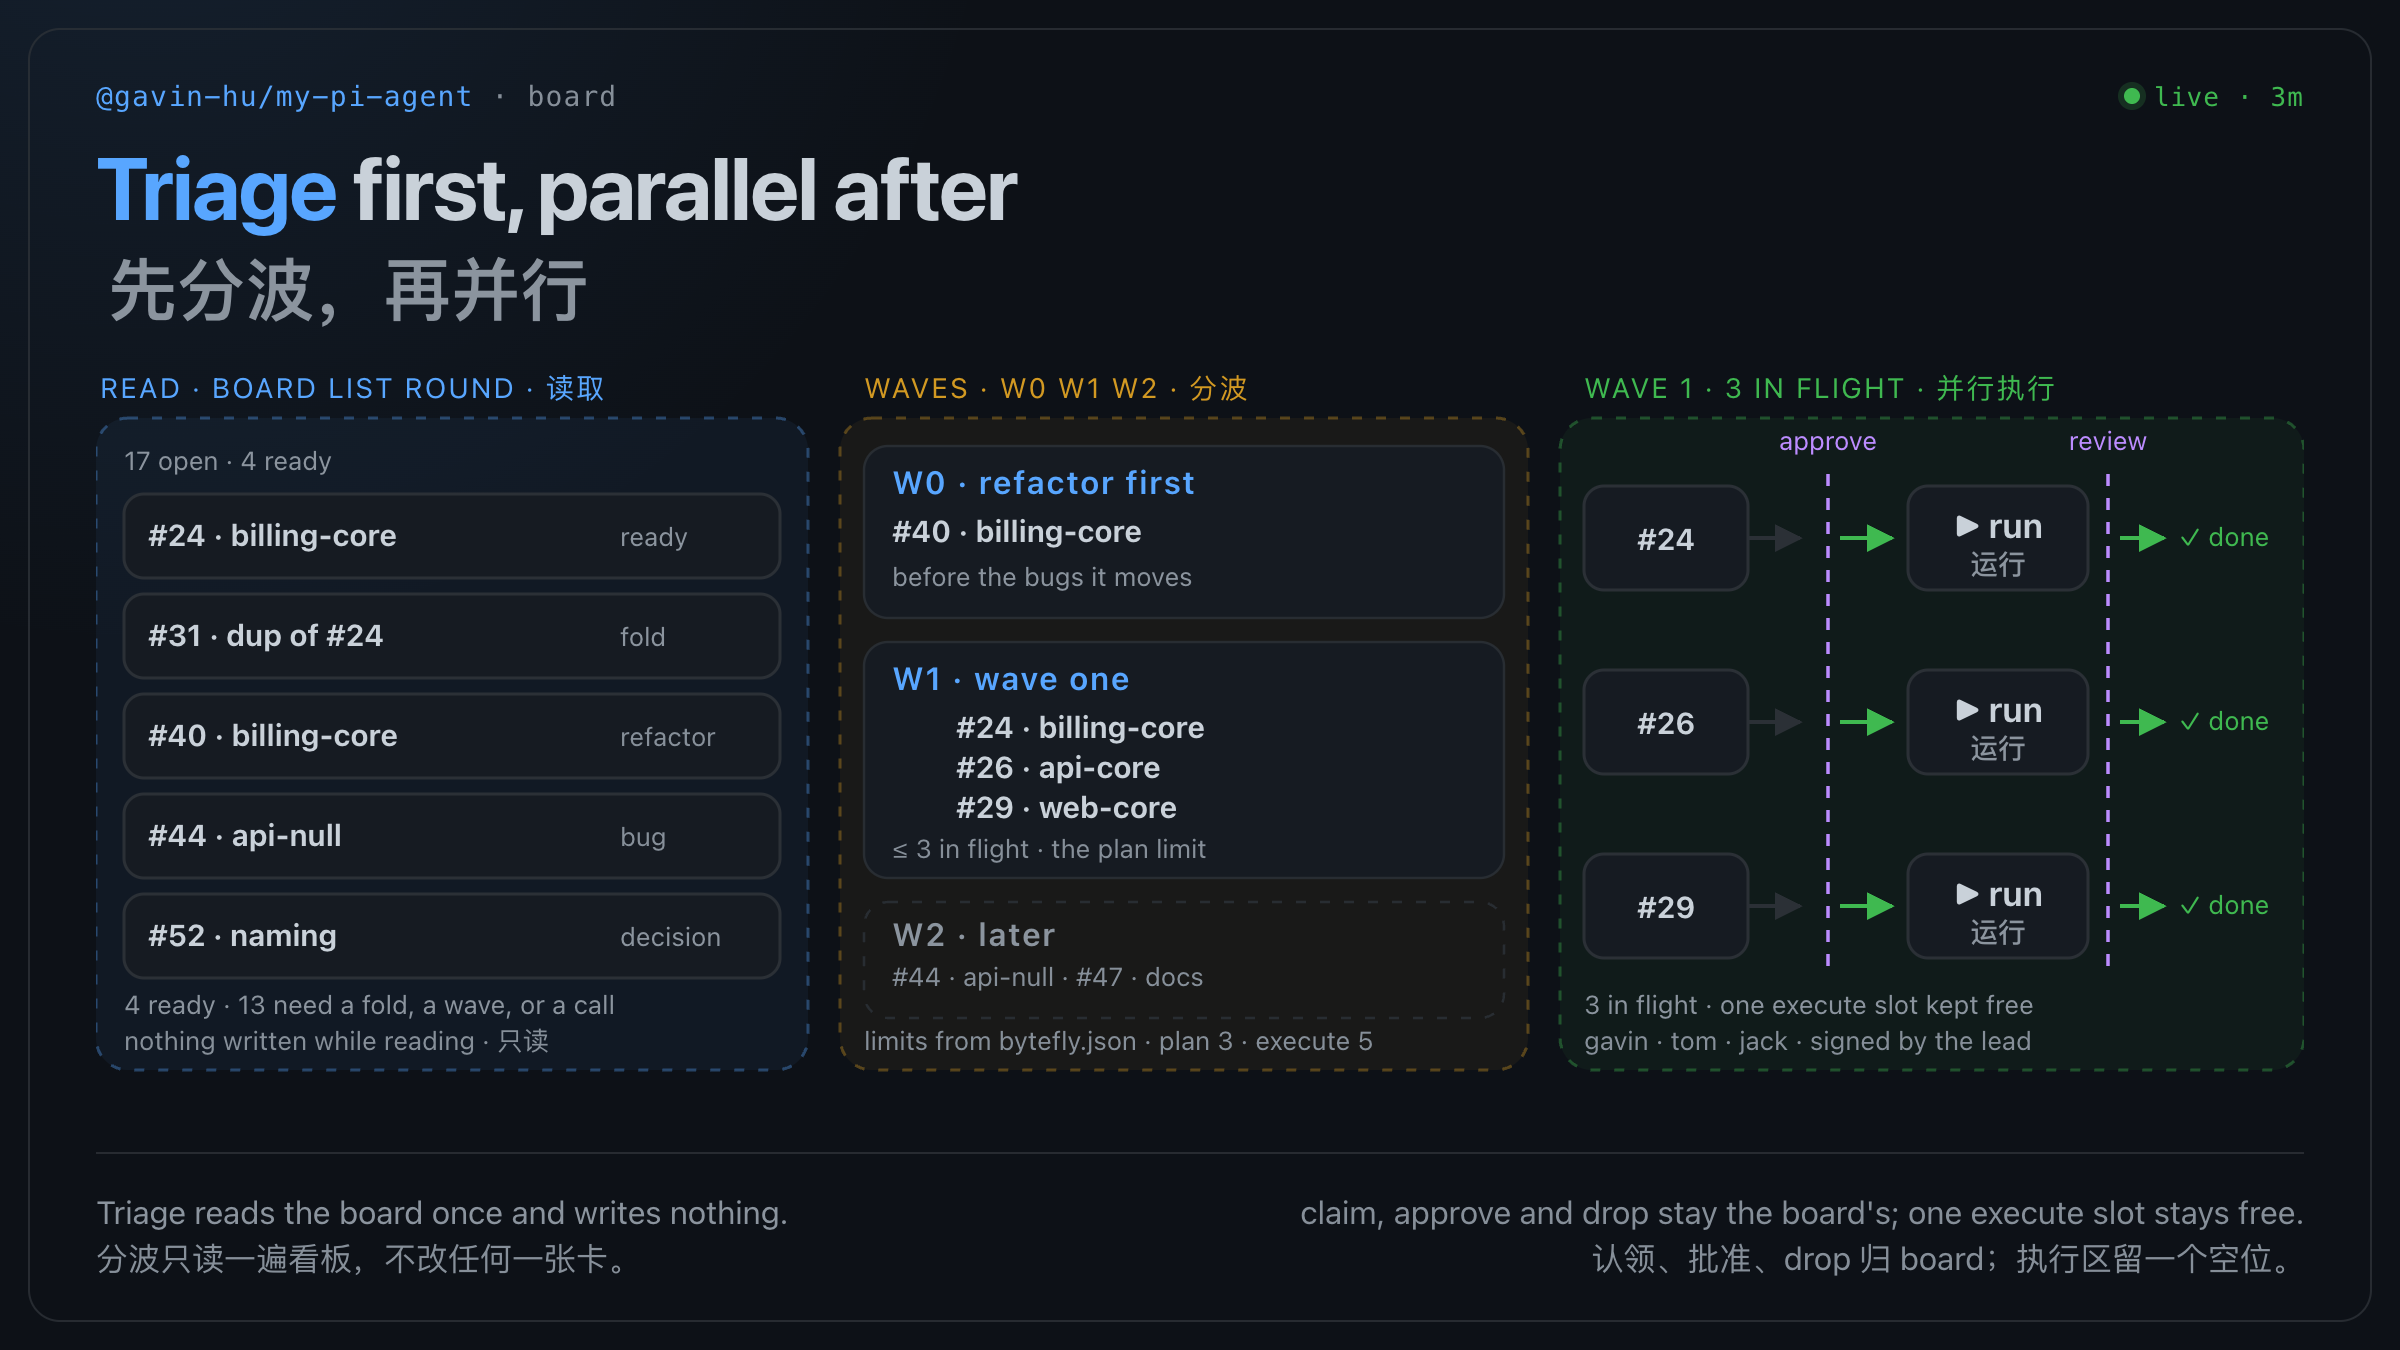 @gavin-hu/my-pi-agent · board
live · 3m
Triage first, parallel after
先分波，再并行
READ · BOARD LIST ROUND · 读取
17 open · 4 ready
#24 · billing-core ready
#31 · dup of #24 fold
#40 · billing-core refactor
#44 · api-null bug
#52 · naming decision
4 ready · 13 need a fold, a wave, or a call
nothing written while reading · 只读
WAVES · W0 W1 W2 · 分波
W0 · refactor first
#40 · billing-core
before the bugs it moves
W1 · wave one
#24 · billing-core
#26 · api-core
#29 · web-core
≤ 3 in flight · the plan limit
W2 · later
#44 · api-null · #47 · docs
limits from bytefly.json · plan 3 · execute 5
WAVE 1 · 3 IN FLIGHT · 并行执行
approve review
#24 ▶ run ✓ done
运行
#26 ▶ run ✓ done
运行
#29 ▶ run ✓ done
运行
3 in flight · one execute slot kept free
gavin · tom · jack · signed by the lead
Triage reads the board once and writes nothing.
分波只读一遍看板，不改任何一张卡。
claim, approve and drop stay the board's; one execute slot stays free.
认领、批准、drop 归 board；执行区留一个空位。